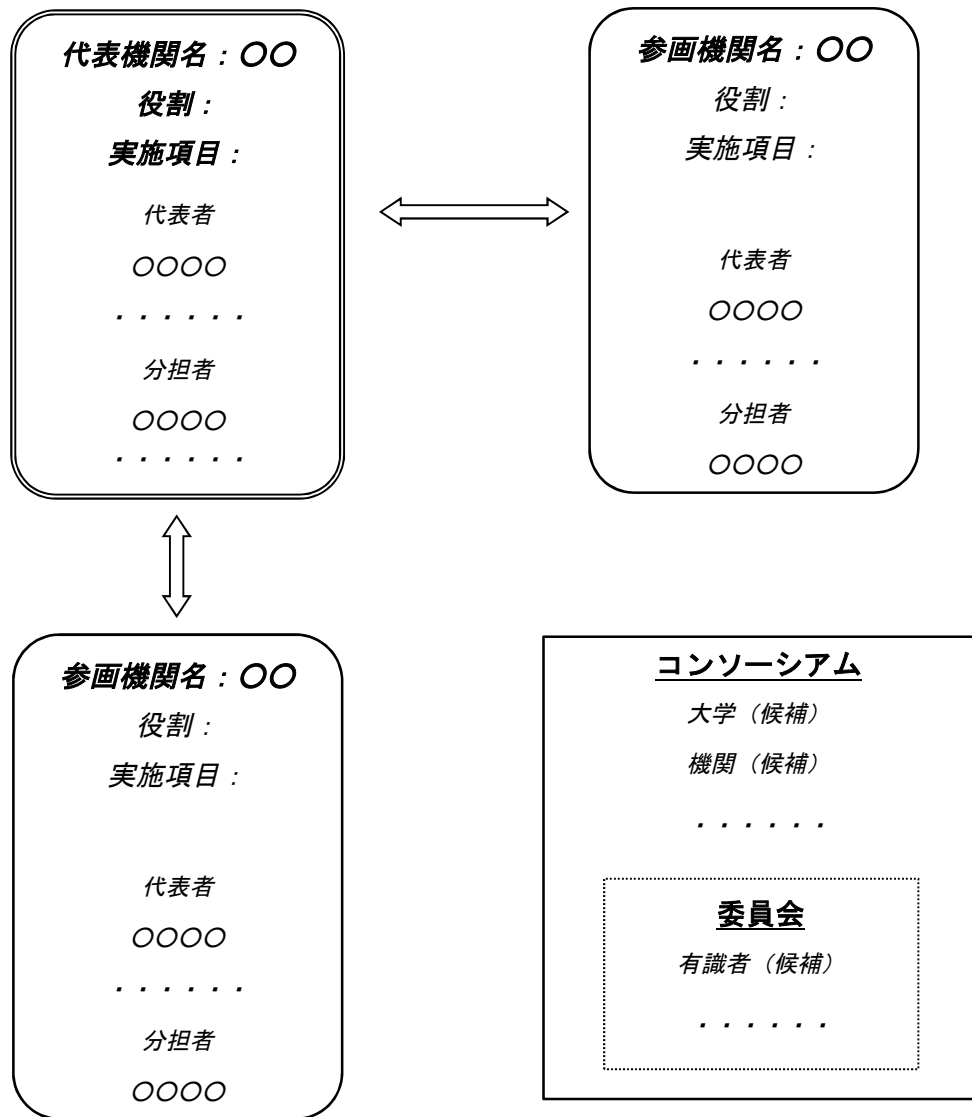 代表機関名：〇〇
役割：
実施項目：
代表者
〇〇〇〇
・・・・・・
分担者
〇〇〇〇
・・・・・・
参画機関名：〇〇
役割：
実施項目：
代表者
〇〇〇〇
・・・・・・
分担者
〇〇〇〇
参画機関名：〇〇
役割：
実施項目：
代表者
〇〇〇〇
・・・・・・
分担者
〇〇〇〇
コンソーシアム
大学（候補）
機関（候補）
・・・・・・
委員会
有識者（候補）
・・・・・・